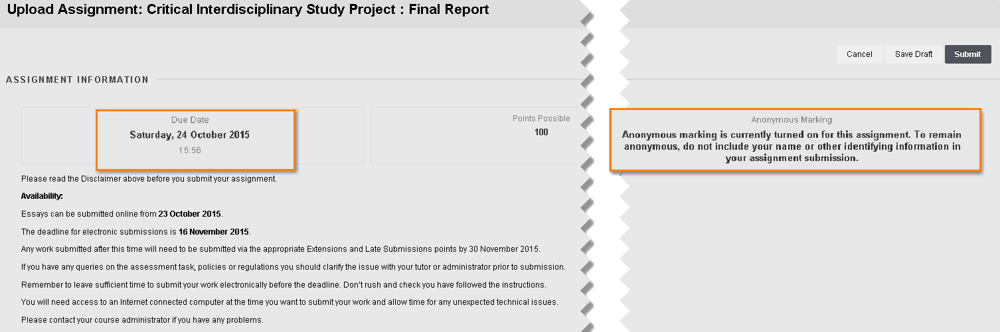 Upload Assignment: Critical Interdisciplinary Study Project : Final Report
Cancel
Save Draft
Submit
ASSIGNMENT INFORMATION
Due Date
Saturday, 24 October 2015
15:56
Points Possible
100
Anonymous Marking
Anonymous marking is currently turned on for this assignment. To remain
anonymous, do not include your name or other identifying information in
your assignment submission.
Please read the Disclaimer above before you submit your assignment.
Availability:
Essays can be submitted online from 23 October 2015.
The deadline for electronic submissions is 16 November 2015.
Any work submitted after this time will need to be submitted via the appropriate Extensions and Late Submissions points by 30 November 2015.
If you have any queries on the assessment task, policies or regulations you should clarify the issue with your tutor or administrator prior to submission.
Remember to leave sufficient time to submit your work electronically before the deadline. Don't rush and check you have followed the instructions.
You will need access to an Internet connected computer at the time you want to submit your work and allow time for any unexpected technical issues.
Please contact your course administrator if you have any problems.